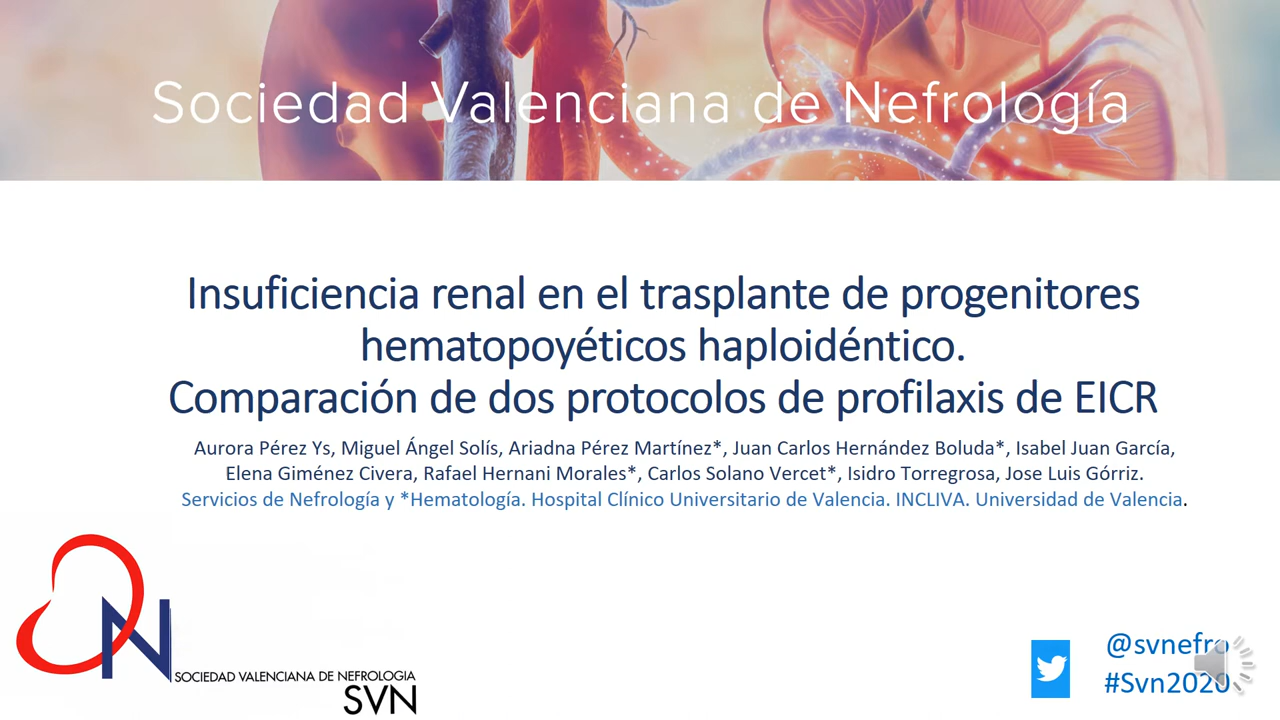 Sociedad Valenciana de Nefrología
Insuficiencia renal en el trasplante de progenitores
hematopoyéticos haploidéntico.
Comparación de dos protocolos de profilaxis de EICR
Aurora Pérez Ys, Miguel Ángel Solís, Ariadna Pérez Martínez*, Juan Carlos Hernández Boluda*, Isabel Juan García,
Elena Giménez Civera, Rafael Hernani Morales*, Carlos Solano Vercet*, Isidro Torregrosa, Jose Luis Górriz.
Servicios de Nefrología y *Hematología. Hospital Clínico Universitario de Valencia. INCLIVA. Universidad de Valencia.
N
SOCIEDAD VALENCIANA DE NEFROLOGIA
SVN
@svnefro
#Svn2020